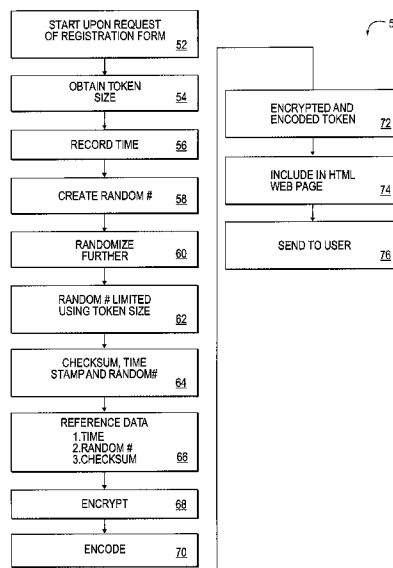 START UPON REQUEST
OF REGISTRATION FORM 52
OBTAIN TOKEN
SIZE 54
RECORD TIME
56
CREATE RANDOM #
58
RANDOMIZE
FURTHER 60
RANDOM # LIMITED
USING TOKEN SIZE
62
CHECKSUM, TIME
STAMP AND RANDOM#
64
REFERENCE DATA
1.TIME
2.RANDOM #
3.CHECKSUM 66
ENCRYPT 68
ENCODE 70
5
ENCRYPTED AND
ENCODED TOKEN 72
INCLUDE IN HTML
WEB PAGE 74
SEND TO USER
76